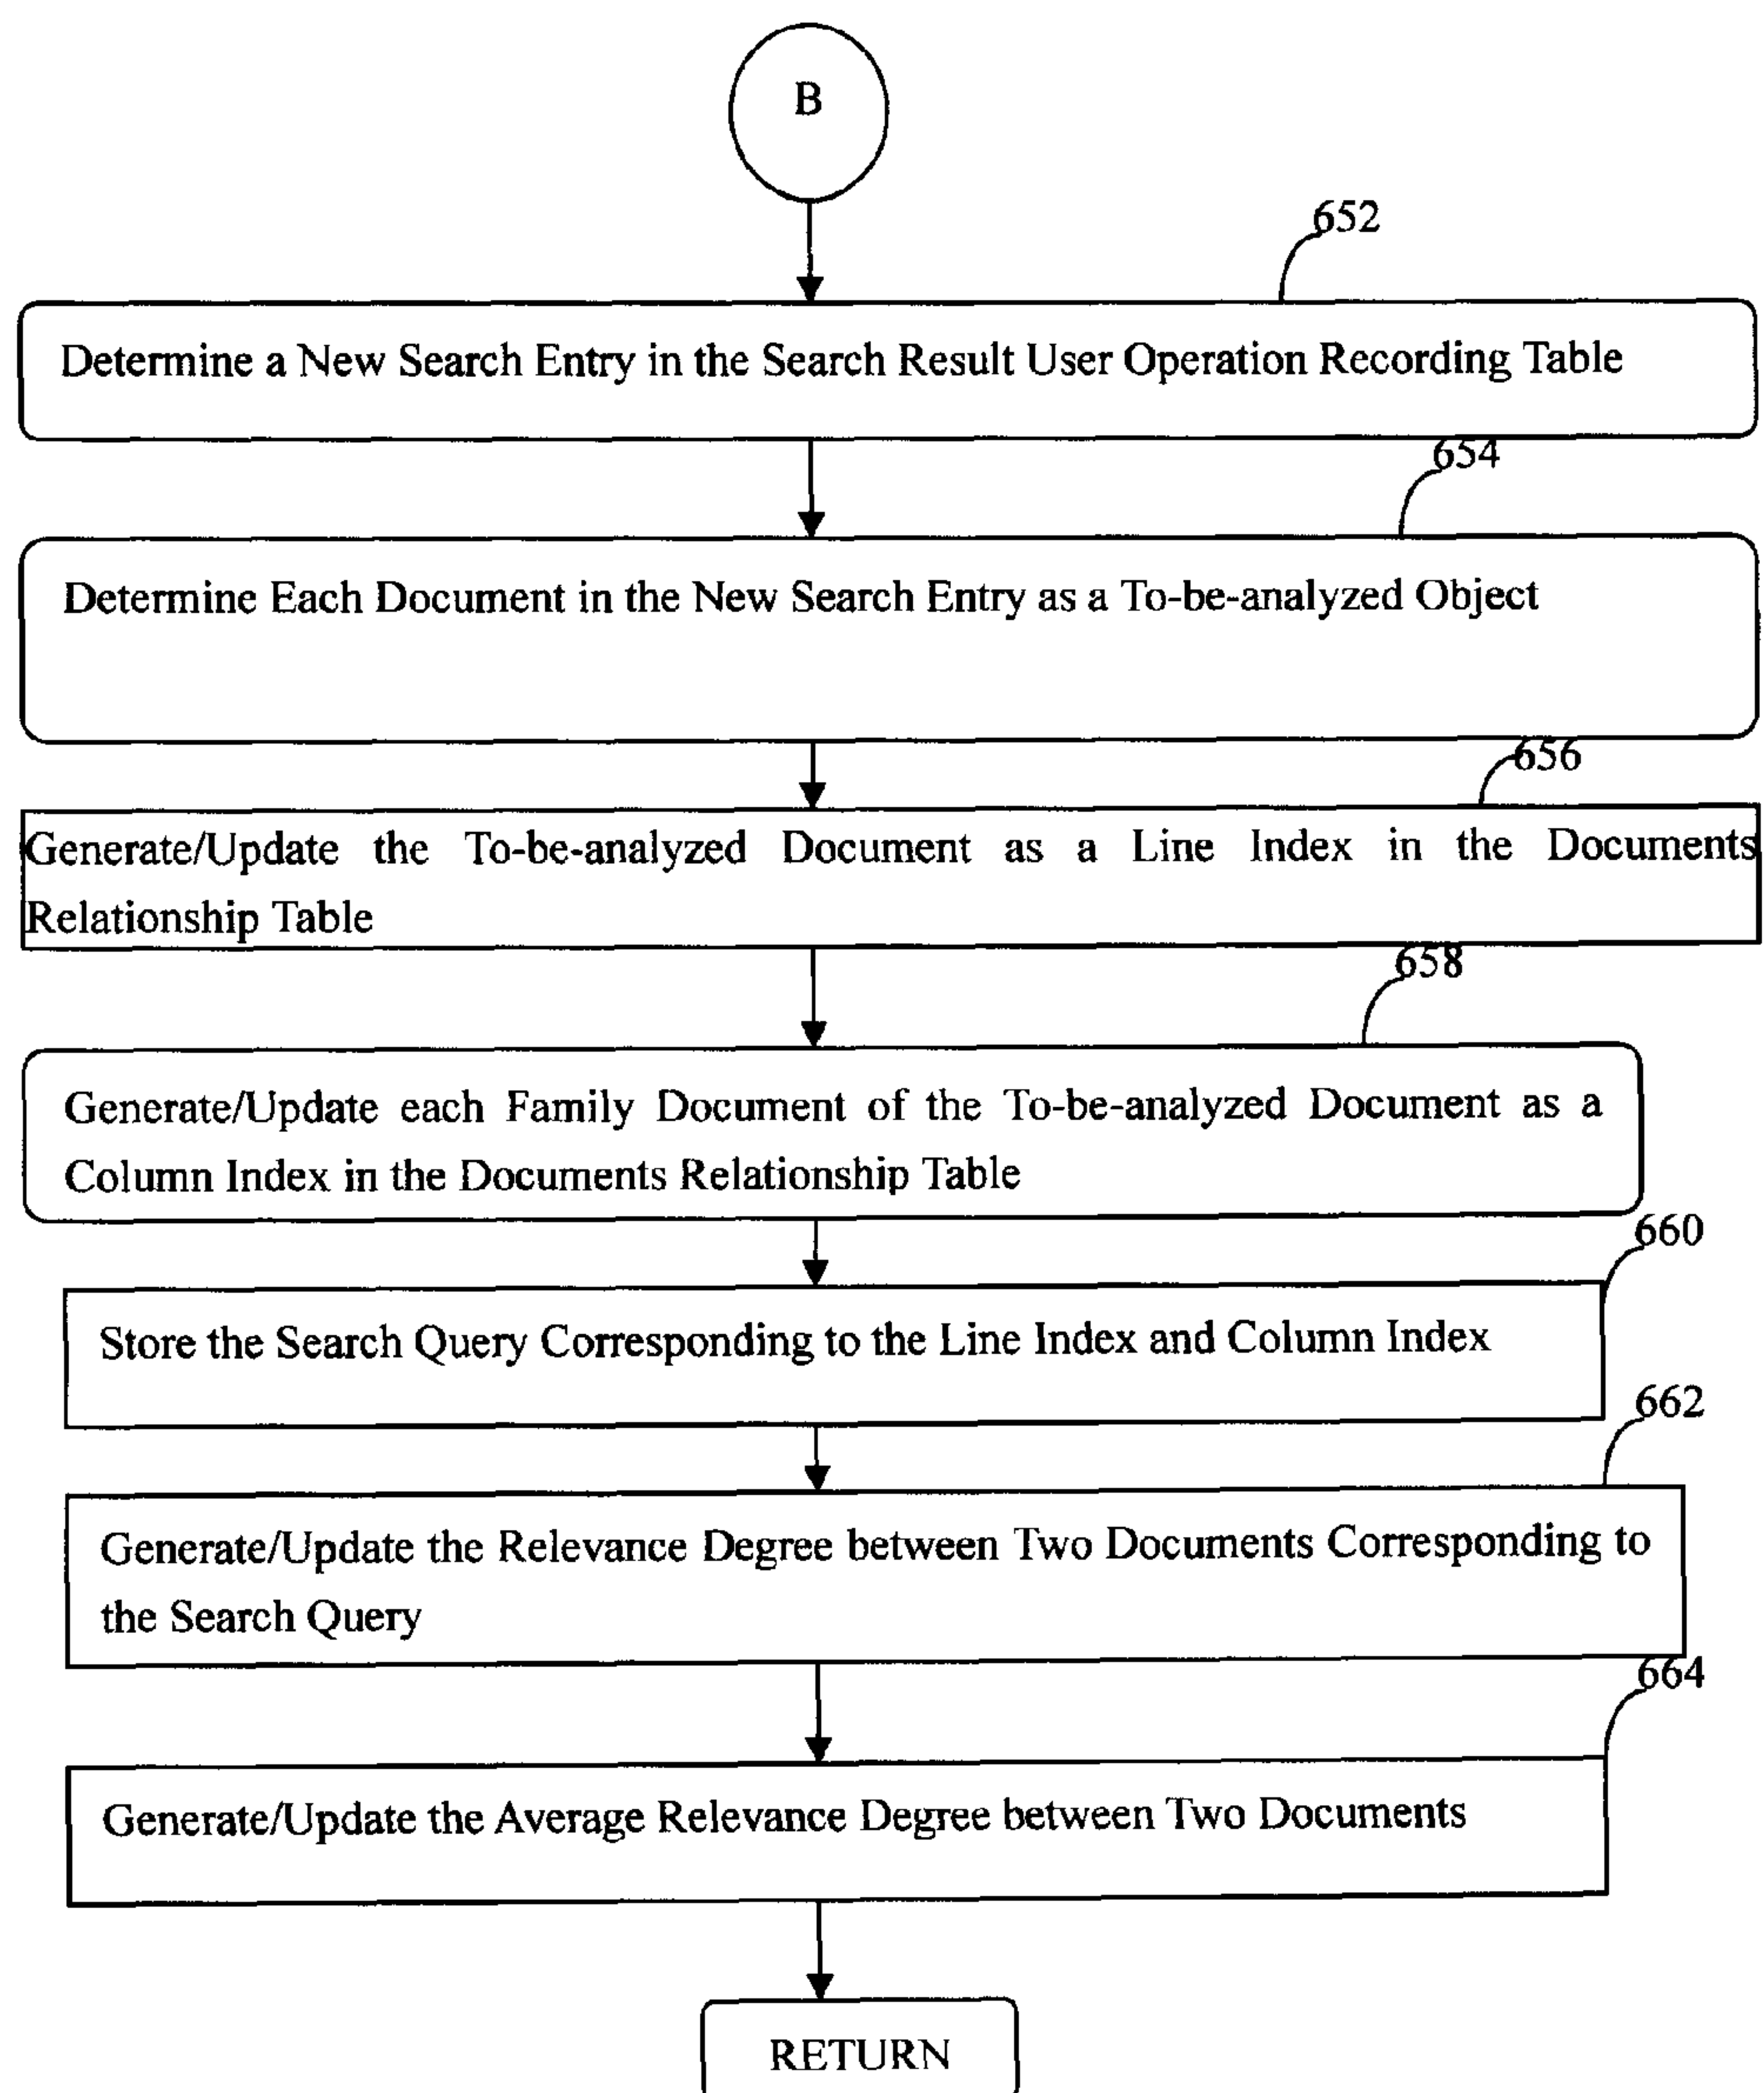 B
652
Determine a New Search Entry in the Search Result User Operation Recording Table
654
Determine Each Document in the New Search Entry as a To-be-analyzed Object
656
Generate/Update the To-be-analyzed Document as a Line Index in the Documents
Relationship Table
658
Generate/Update each Family Document of the To-be-analyzed Document as a
Column Index in the Documents Relationship Table
660
Store the Search Query Corresponding to the Line Index and Column Index
662
Generate/Update the Relevance Degree between Two Documents Corresponding to
the Search Query
664
Generate/Update the Average Relevance Degree between Two Documents
RETURN